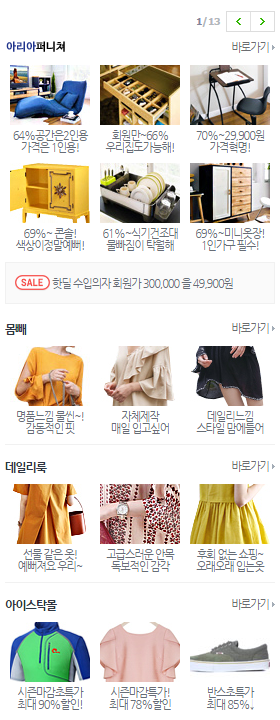 1/13
아리아퍼니쳐 바로가기
64%공간은2인용
가격은 1인용!
회원만~66%
우리집도가능해!
70%~29,900원
가격혁명!
69%~ 콘솔!
색상이정말예뻐!
61%~식기건조대
물빠짐이 탁월해
69%~미니옷장!
1인가구 필수!
SALE 핫딜 수입의자 회원가 300,000 을 49,900원
몸빼 바로가기
명품느낌 물씬~!
감동적인 핏
자체제작
매일 입고싶어
데일리느낌
스타일 맘에들어
데일리룩 바로가기
선물 같은 옷!
예뻐져요 우리~
고급스러운 안목
독보적인 감각
후회 없는 쇼핑~
오래오래 입는옷
아이스탁몰 바로가기
시즌마감초특가
최대 90%할인!
시즌마감특가!
최대 78%할인
반스초특가
최대 85%↓